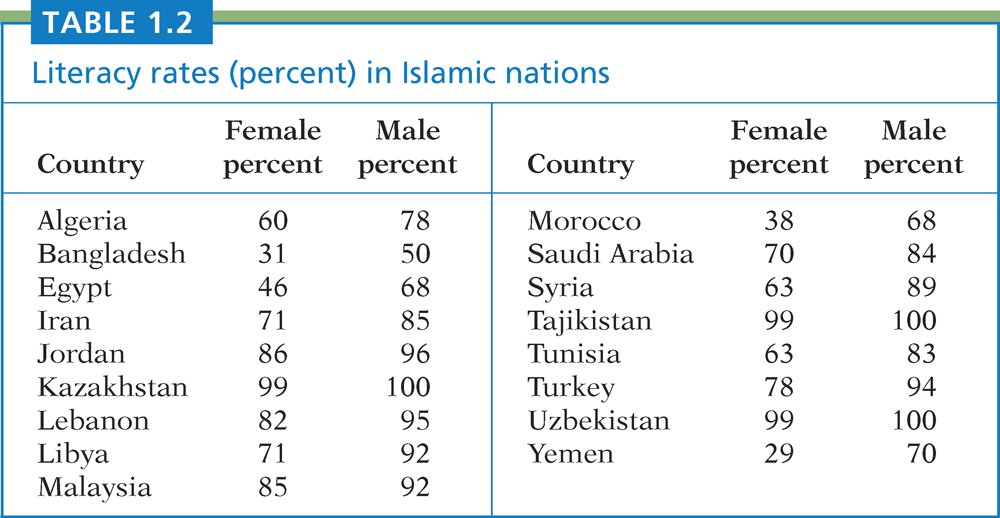 TABLE 1.2
Literacy rates (percent) in Islamic nations
Country Female percent Male percent
Algeria 60 78
Bangladesh 31 50
Egypt 46 68
Iran 71 85
Jordan 86 96
Kazakhstan 99 100
Lebanon 82 95
Libya 71 92
Malaysia 85 92
Country Female percent Male percent
Morocco 38 68
Saudi Arabia 70 84
Syria 63 89
Tajikistan 99 100
Tunisia 63 83
Turkey 78 94
Uzbekistan 99 100
Yemen 29 70